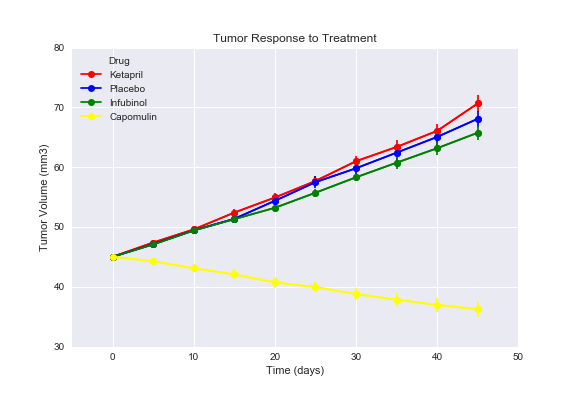 Tumor Response to Treatment
80
70
60
50
40
30
Tumor Volume (mm3)
Drug
Ketapril
Placebo
Infubinol
Capomulin
0 10 20 30 40 50
Time (days)